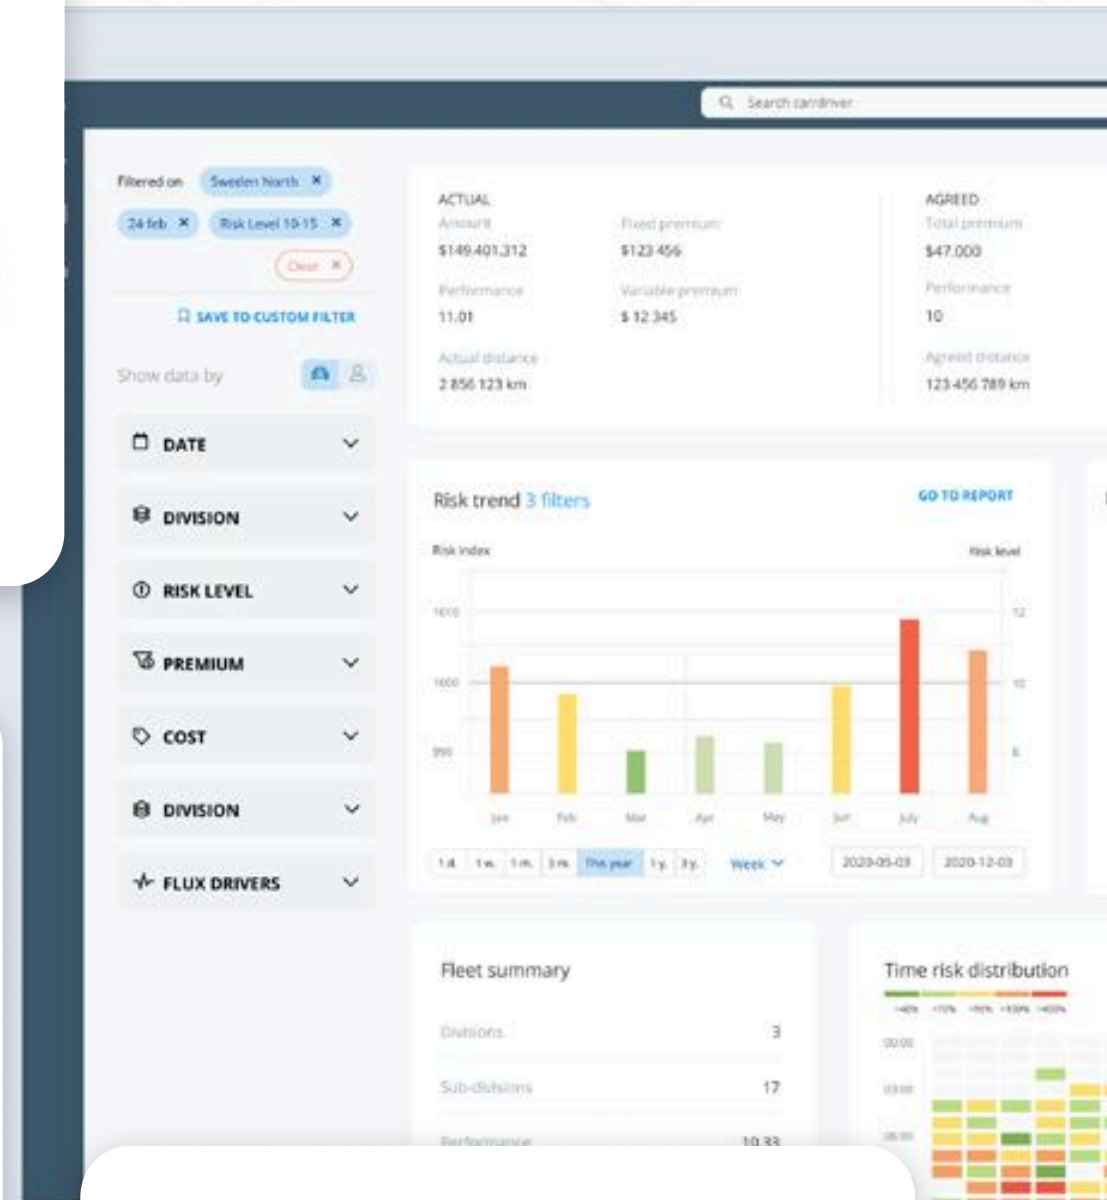 Search car/driver
Filtered on Sweden North ×
24 feb × Risk Level 10-15 ×
Clear ×
SAVE TO CUSTOM FILTER
Show data by
DATE
DIVISION
RISK LEVEL
PREMIUM
COST
DIVISION
FLUX DRIVERS
ACTUAL
Amount Fixed premium:
$149.401.312 $123 456
Performance Variable premium:
11.01 $ 12 345
Actual distance
2 856 123 km
AGREED
Total premium
$47.000
Performance
10
Agreed distance
123 456 789 km
Risk trend 3 filters GO TO REPORT
Risk index Risk level
1010 12
1000 10
990
Jan Feb Mar Apr May Jun July Aug
1 d. 1 w. 1 m. 3 m. This year 1 y. 3 y. Week 2020-05-03 2020-12-03
Fleet summary
Divisions 3
Sub-divisions 17
Performance 10.33
Time risk distribution
00:00
03:00
06:00